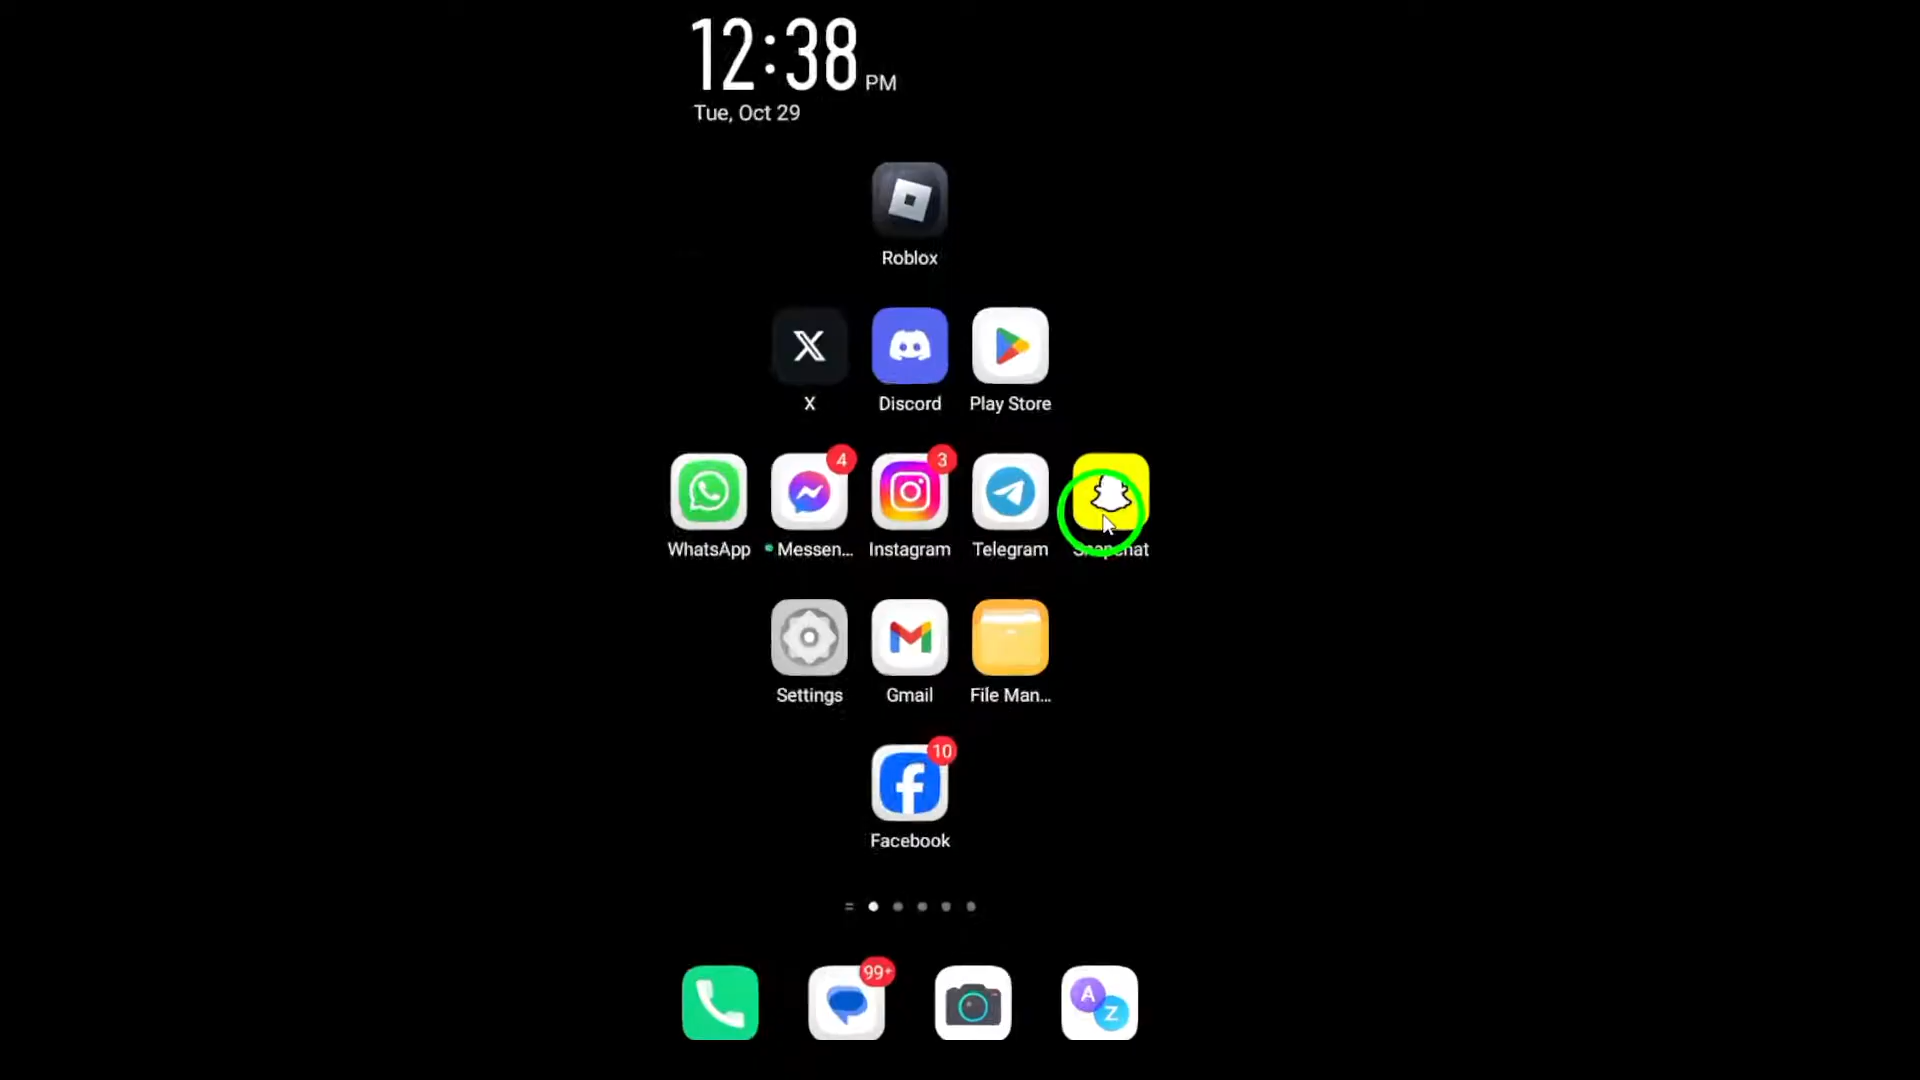 12:38 PM
Tue, Oct 29
Roblox
X
Discord
Play Store
4
3
WhatsApp
Messen...
Instagram
Telegram
Snapchat
Settings
Gmail
File Man...
10
Facebook
99+
A
Z